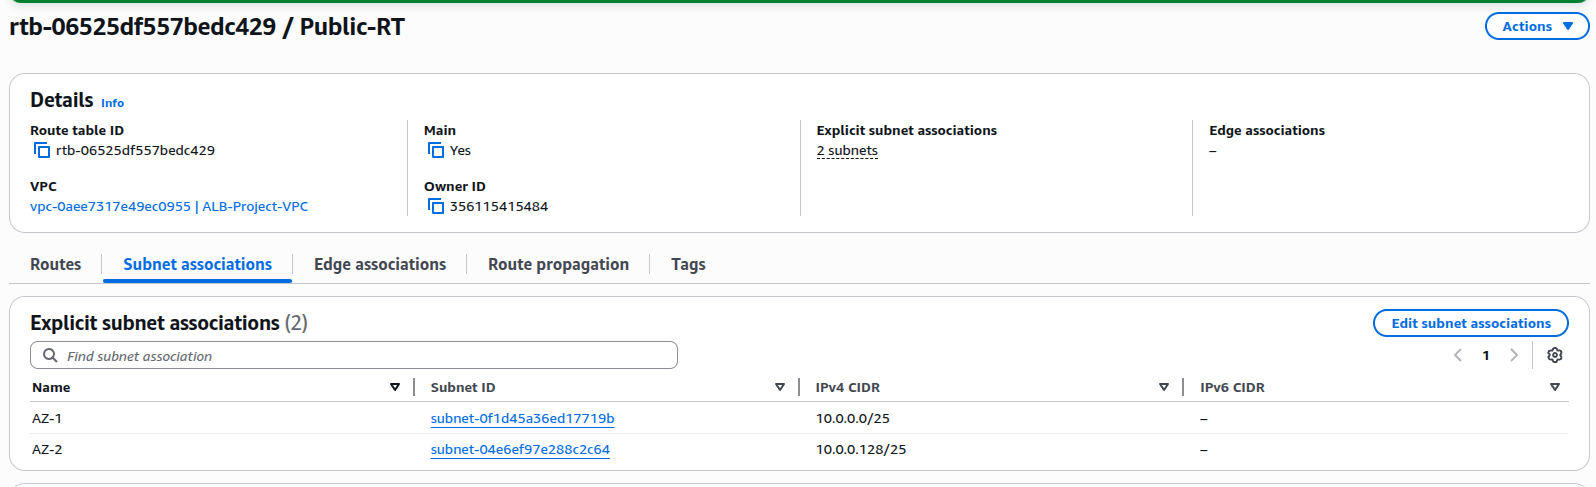 rtb-06525df557bedc429 / Public-RT
Actions
Details Info
Route table ID
rtb-06525df557bedc429
Main
Yes
Explicit subnet associations
2 subnets
Edge associations
–
VPC
vpc-0aee7317e49ec0955 | ALB-Project-VPC
Owner ID
356115415484
Routes
Subnet associations
Edge associations
Route propagation
Tags
Explicit subnet associations (2)
Edit subnet associations
Find subnet association
1
Name Subnet ID IPv4 CIDR IPv6 CIDR
AZ-1 subnet-0f1d45a36ed17719b 10.0.0.0/25 –
AZ-2 subnet-04e6ef97e288c2c64 10.0.0.128/25 –